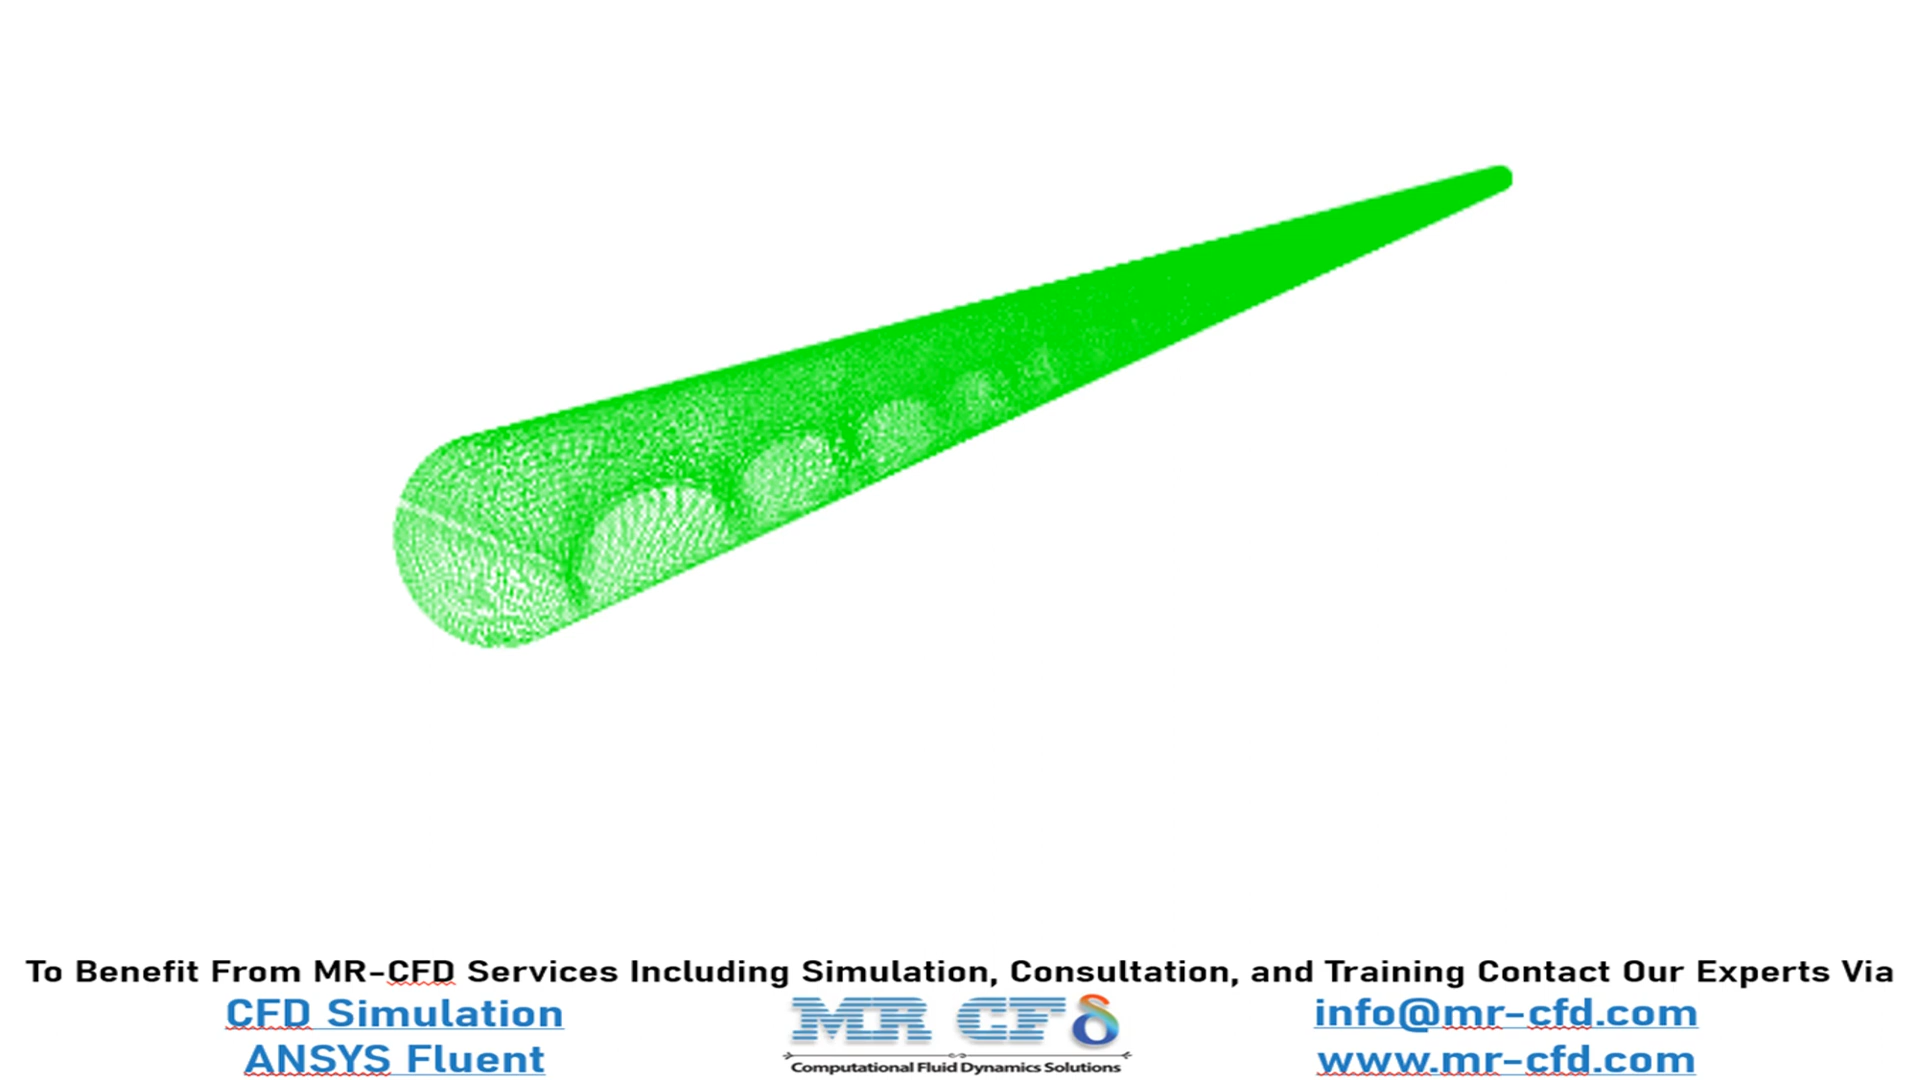 To Benefit From MR-CFD Services Including Simulation, Consultation, and Training Contact Our Experts Via
CFD Simulation
ANSYS Fluent
MR CFδ
Computational Fluid Dynamics Solutions
info@mr-cfd.com
www.mr-cfd.com